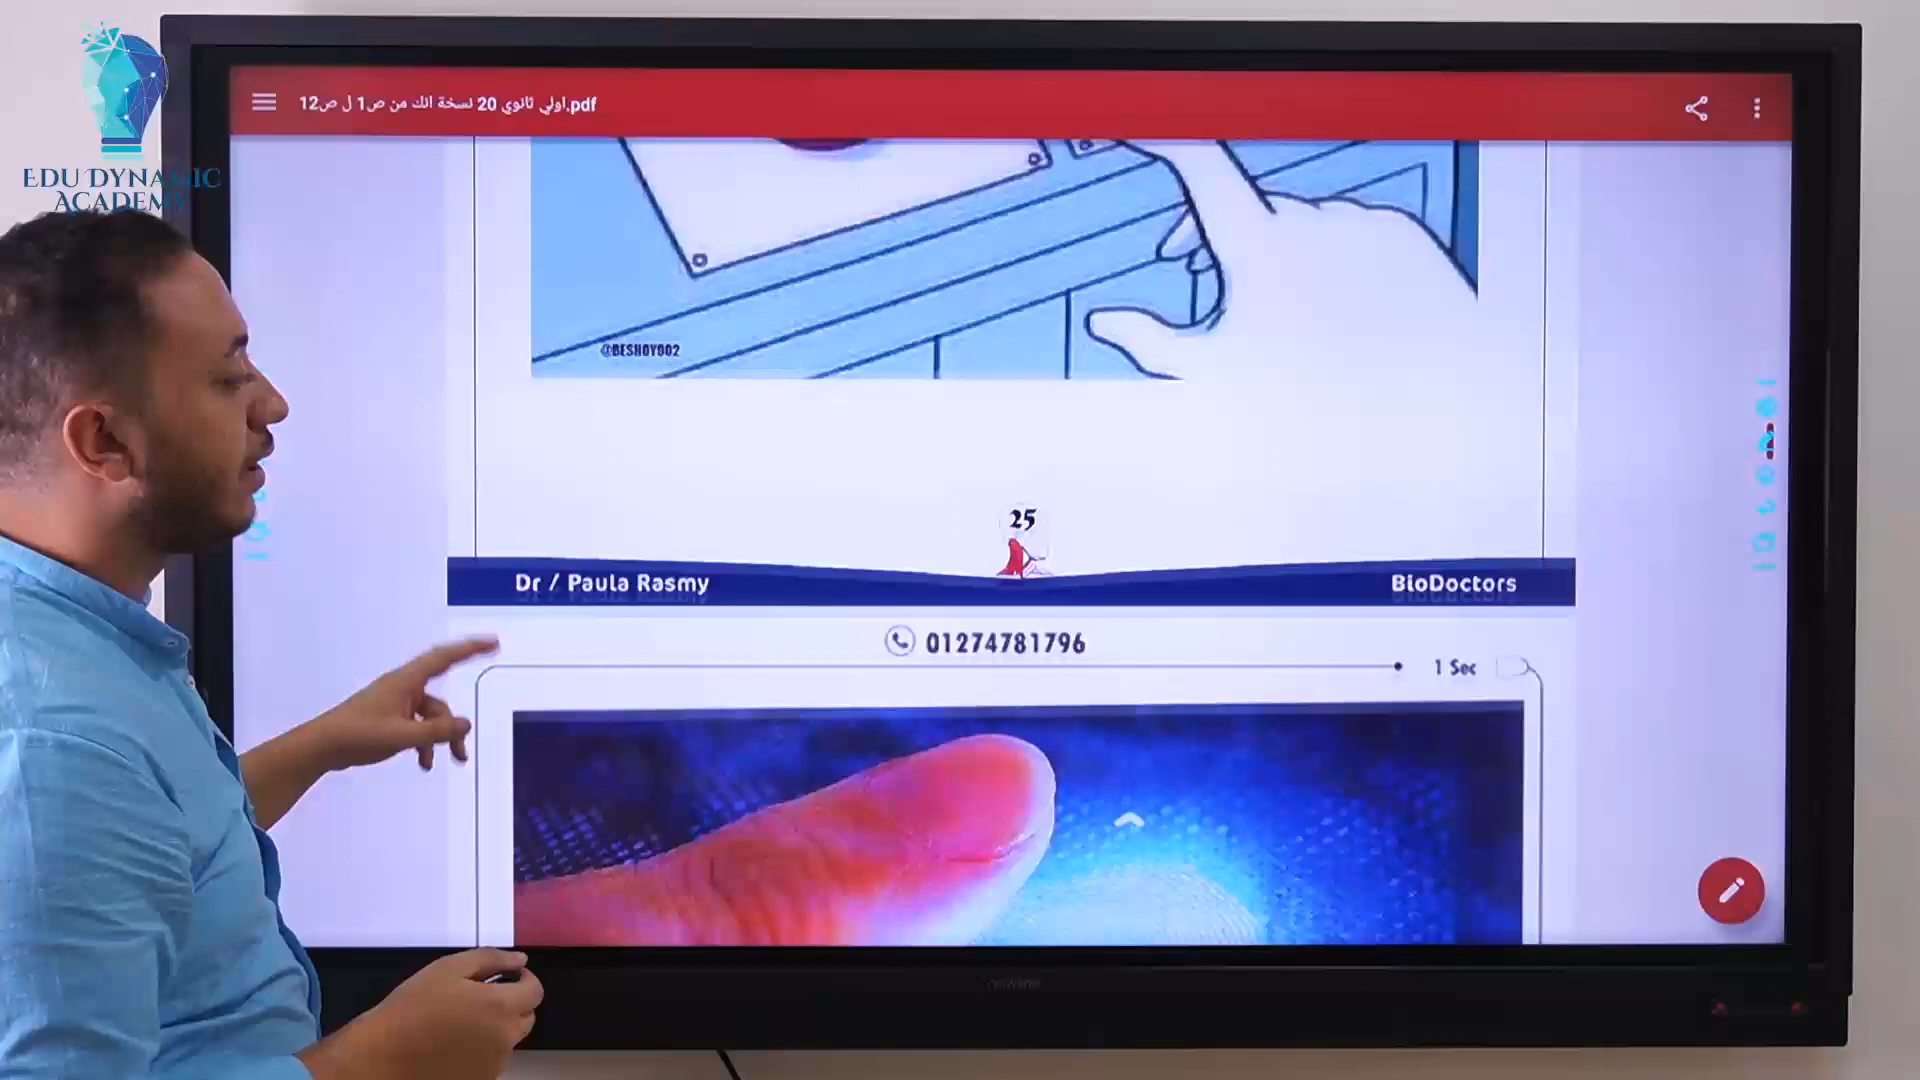 EDU DYNAMIC
ACADEMY
اولي ثانوي 20 نسخة انك من ص1 ل ص12.pdf
@BESHOY002
25
Dr / Paula Rasmy
BioDoctors
01274781796
1 Sec